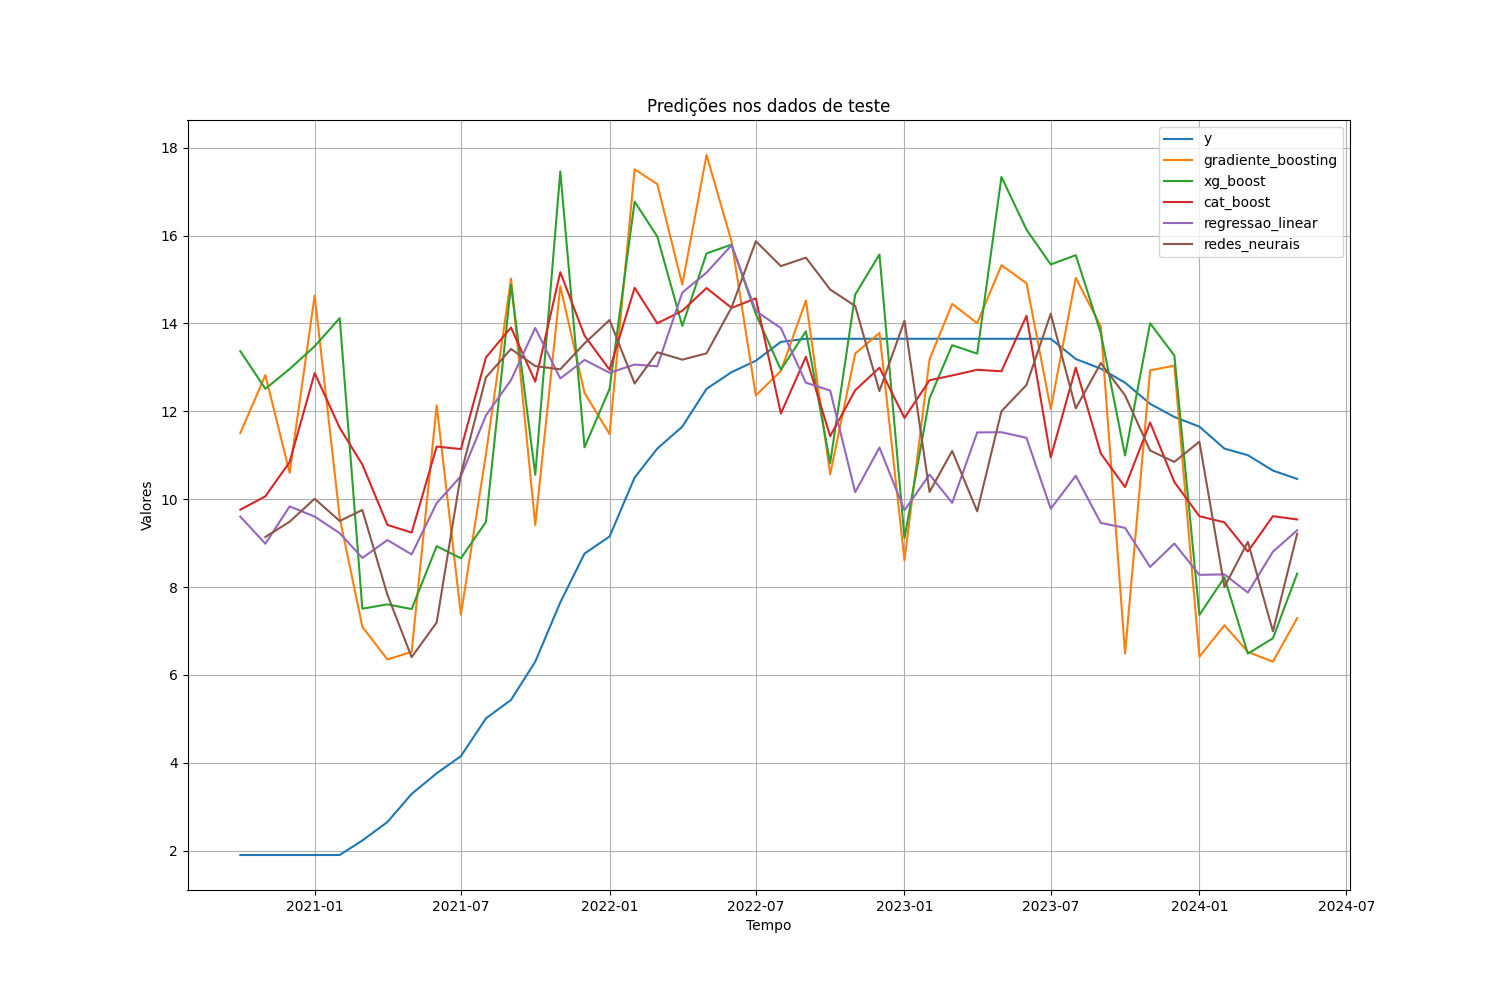 Predições nos dados de teste
y
gradiente_boosting
xg_boost
cat_boost
regressao_linear
redes_neurais
Valores
18
16
14
12
10
8
6
4
2
2021-01
2021-07
2022-01
2022-07
2023-01
2023-07
2024-01
2024-07
Tempo